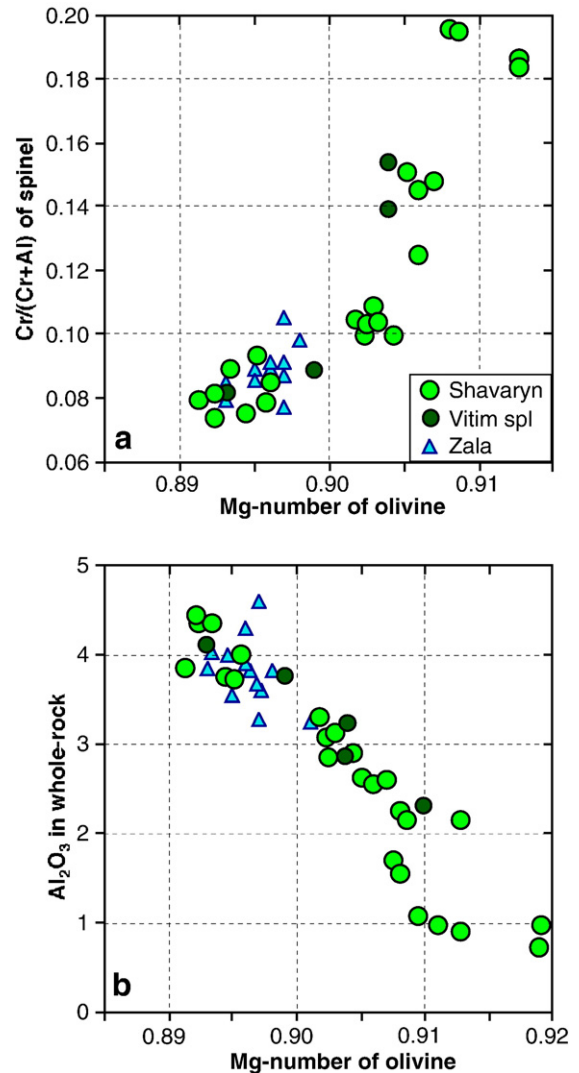 0.20
0.18
0.16
0.14
0.12
0.10
0.08
0.06
Cr/(Cr+Al) of spinel
a
Shavaryn
Vitim spl
Zala
0.89
0.90
0.91
Mg-number of olivine
5
4
3
2
1
0
Al₂O₃ in whole-rock
b
0.89
0.90
0.91
0.92
Mg-number of olivine